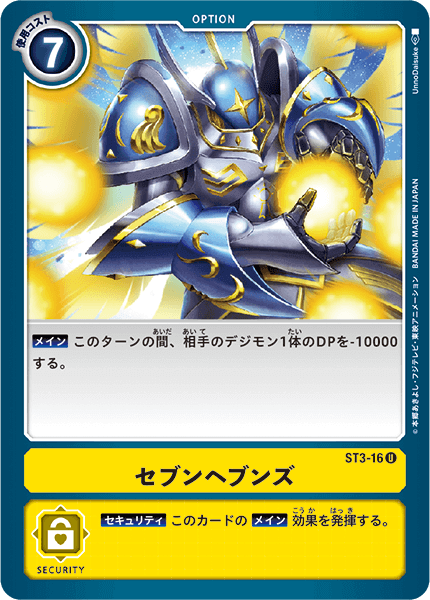 OPTION
使用コスト
7
UnnoDaisuke
BANDAI MADE IN JAPAN
©本郷あきよし・フジテレビ・東映アニメーション
メイン このターンの間、相手のデジモン1体のDPを-10000
する。
ST3-16 U
セブンヘブンズ
セキュリティ このカードの メイン 効果を発揮する。
SECURITY